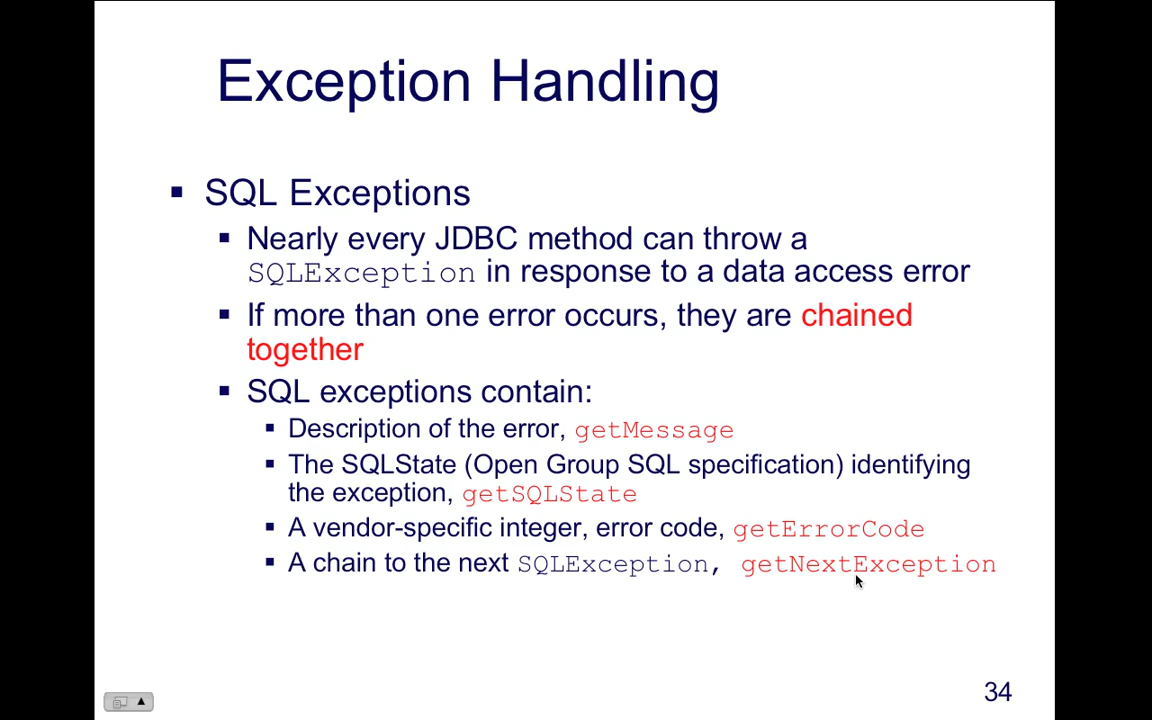 Exception Handling
▪ SQL Exceptions
▪ Nearly every JDBC method can throw a
SQLException in response to a data access error
▪ If more than one error occurs, they are chained
together
▪ SQL exceptions contain:
▪ Description of the error, getMessage
▪ The SQLState (Open Group SQL specification) identifying
the exception, getSQLState
▪ A vendor-specific integer, error code, getErrorCode
▪ A chain to the next SQLException, getNextException
34